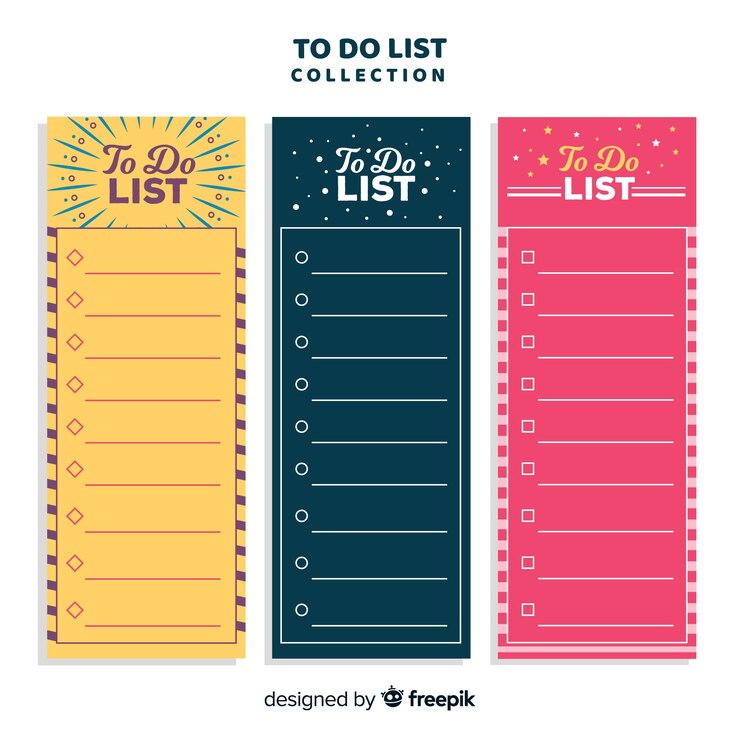 TO DO LIST
COLLECTION
To Do
LIST
To Do
LIST
To Do
LIST
designed by freepik